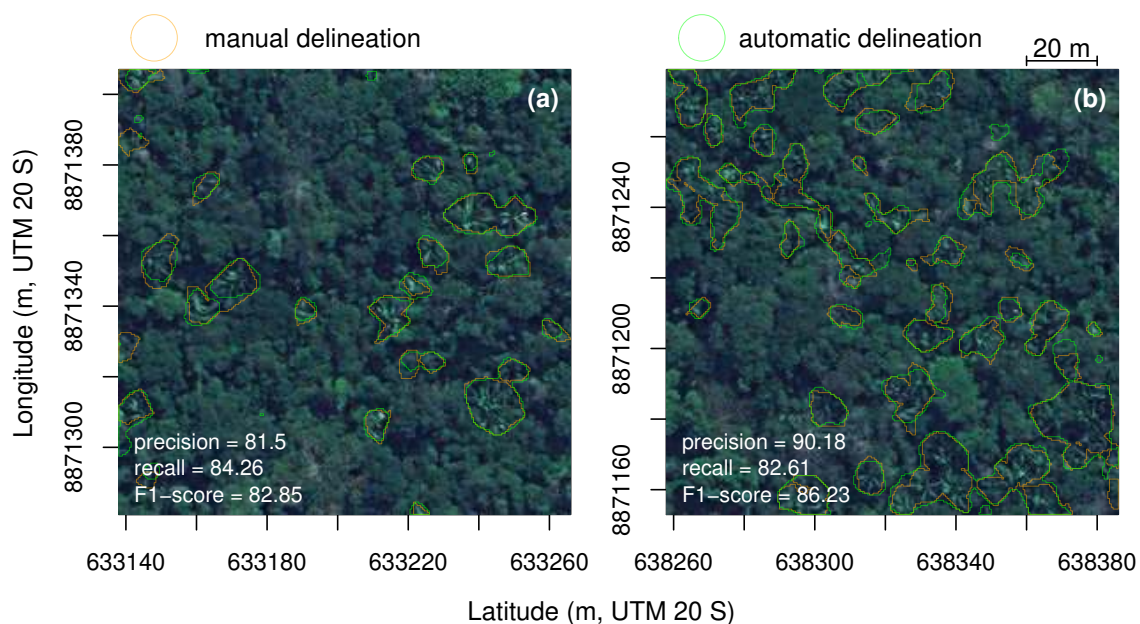 manual delineation
automatic delineation
20 m
(a)
(b)
Longitude (m, UTM 20 S)
8871380
8871340
8871300
8871240
8871200
8871160
precision = 81.5
recall = 84.26
F1−score = 82.85
precision = 90.18
recall = 82.61
F1−score = 86.23
633140
633180
633220
633260
638260
638300
638340
638380
Latitude (m, UTM 20 S)